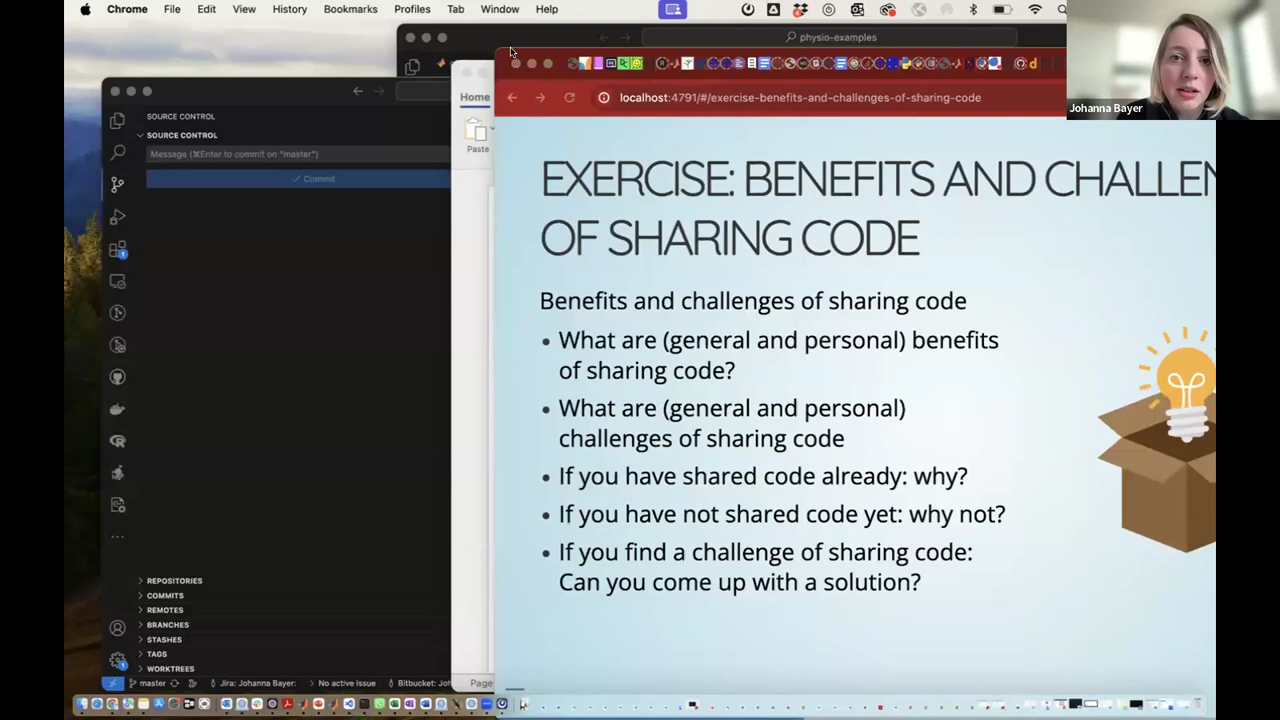 Chrome File Edit View History Bookmarks Profiles Tab Window Help
physio-examples
Johanna Bayer
localhost:4791/#/exercise-benefits-and-challenges-of-sharing-code
Home
Paste
SOURCE CONTROL
SOURCE CONTROL
Message (⌘Enter to commit on "master")
Commit
EXERCISE: BENEFITS AND CHALLEN
OF SHARING CODE
Benefits and challenges of sharing code
• What are (general and personal) benefits
of sharing code?
• What are (general and personal)
challenges of sharing code
• If you have shared code already: why?
• If you have not shared code yet: why not?
• If you find a challenge of sharing code:
Can you come up with a solution?
REPOSITORIES
COMMITS
REMOTES
BRANCHES
STASHES
TAGS
WORKTREES
master
Jira: Johanna Bayer:
No active issue
Bitbucket: Joh
Page